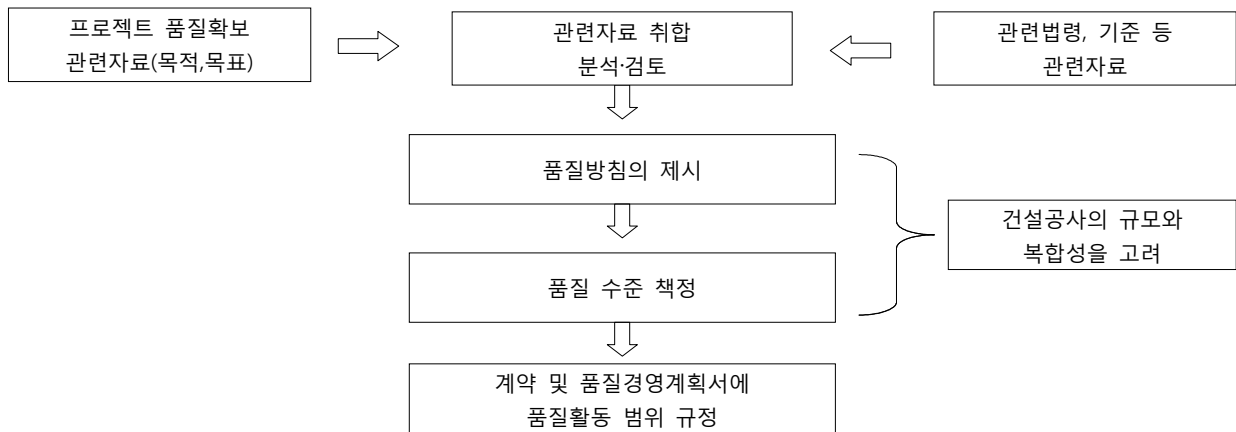 프로젝트 품질확보
관련자료(목적,목표)
관련자료 취합
분석·검토
관련법령, 기준 등
관련자료
품질방침의 제시
건설공사의 규모와
복합성을 고려
품질 수준 책정
계약 및 품질경영계획서에
품질활동 범위 규정